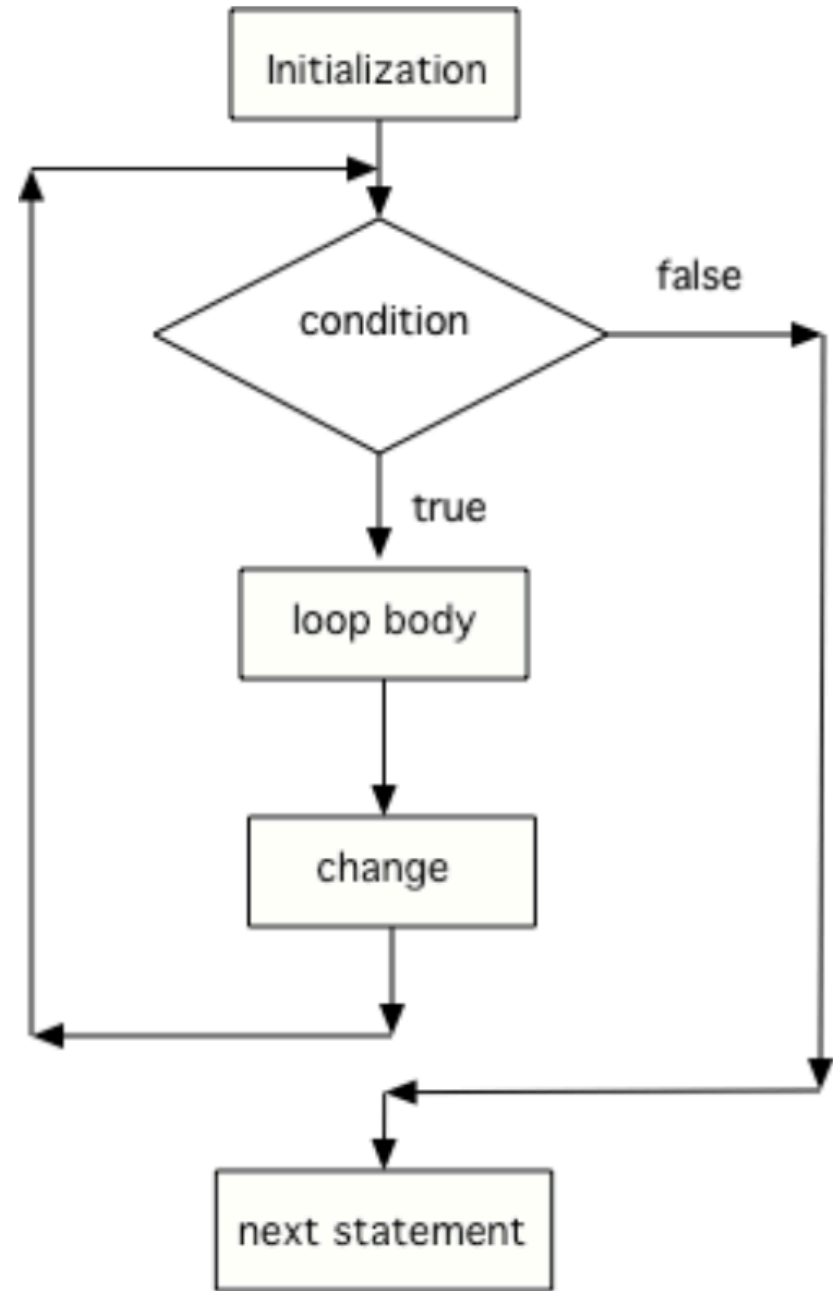 Initialization
condition
false
true
loop body
change
next statement